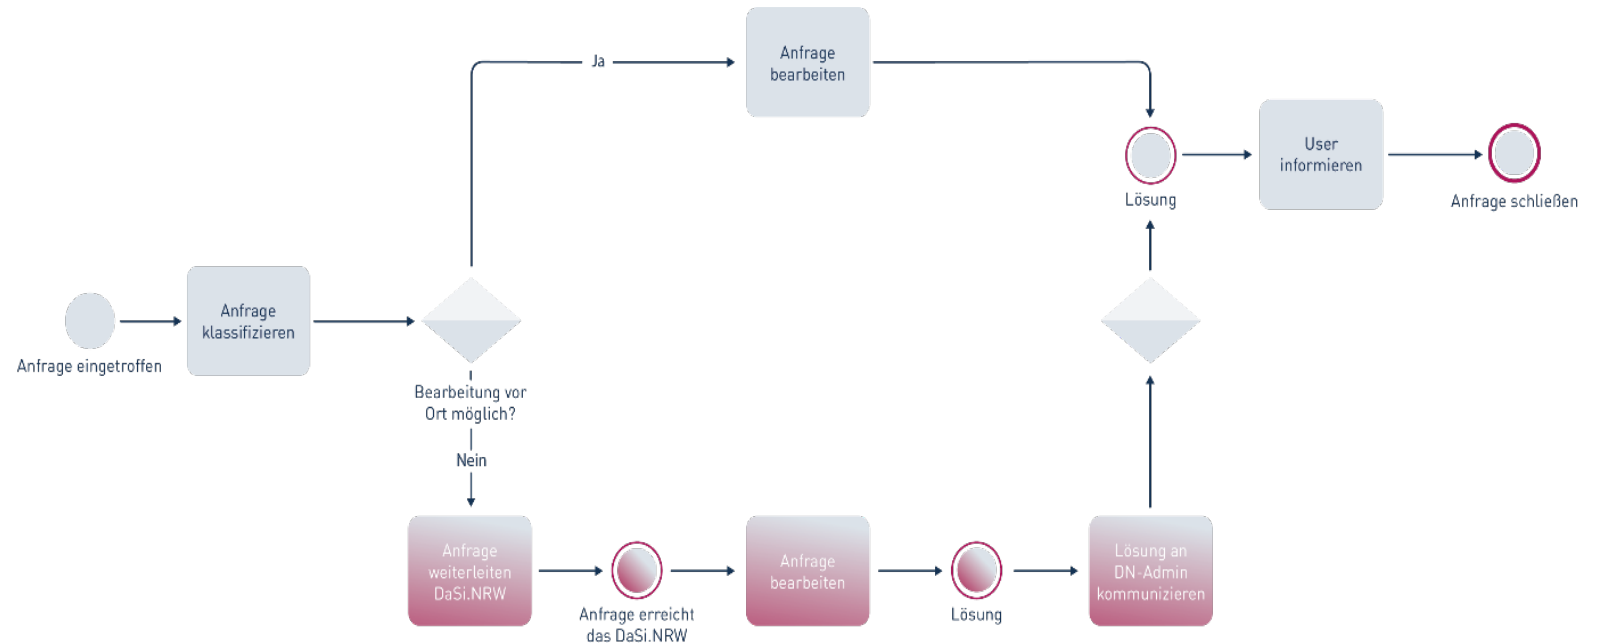 Ja
Anfrage
bearbeiten
Lösung
User
informieren
Anfrage schließen
Anfrage eingetroffen
Anfrage
klassifizieren
Bearbeitung vor
Ort möglich?
Nein
Anfrage
weiterleiten
DaSi.NRW
Anfrage erreicht
das DaSi.NRW
Anfrage
bearbeiten
Lösung
Lösung an
DN-Admin
kommunizieren